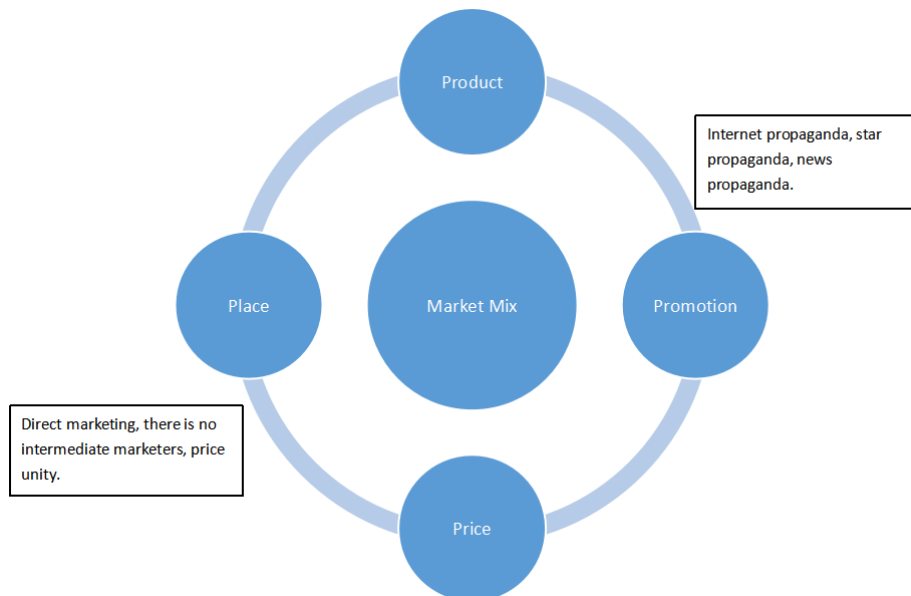 Product
Internet propaganda, star
propaganda, news
propaganda.
Place
Market Mix
Promotion
Direct marketing, there is no
intermediate marketers, price
unity.
Price